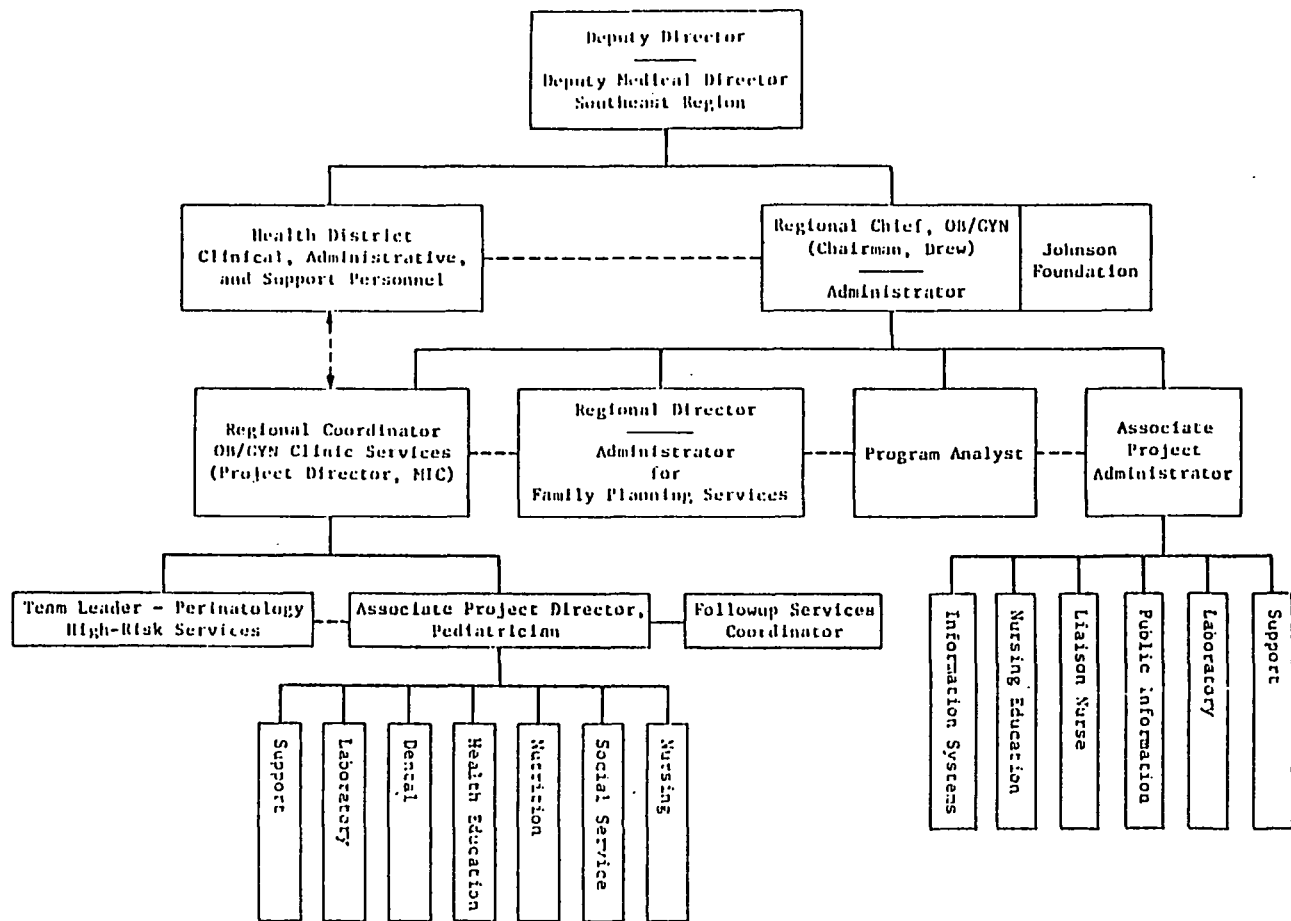 Deputy Director
Deputy Medical Director
Southeast Region
Health District
Clinical, Administrative,
and Support Personnel
Regional Chief, OB/GYN
(Chairman, Drew)
Administrator
Johnson
Foundation
Regional Coordinator
OB/GYN Clinic Services
(Project Director, MIC)
Regional Director
Administrator
for
Family Planning Services
Program Analyst
Associate
Project
Administrator
Team Leader - Perinatology
High-Risk Services
Associate Project Director,
Pediatrician
Followup Services
Coordinator
Information Systems
Nursing Education
Liaison Nurse
Public Information
Laboratory
Support
Support
Laboratory
Dental
Health Education
Nutrition
Social Service
Nursing